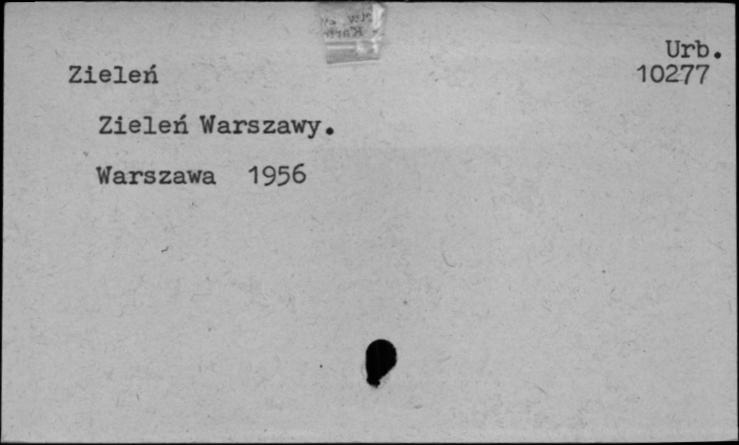 Urb.
Zieleń 10277
Zieleń Warszawy.
Warszawa 1956